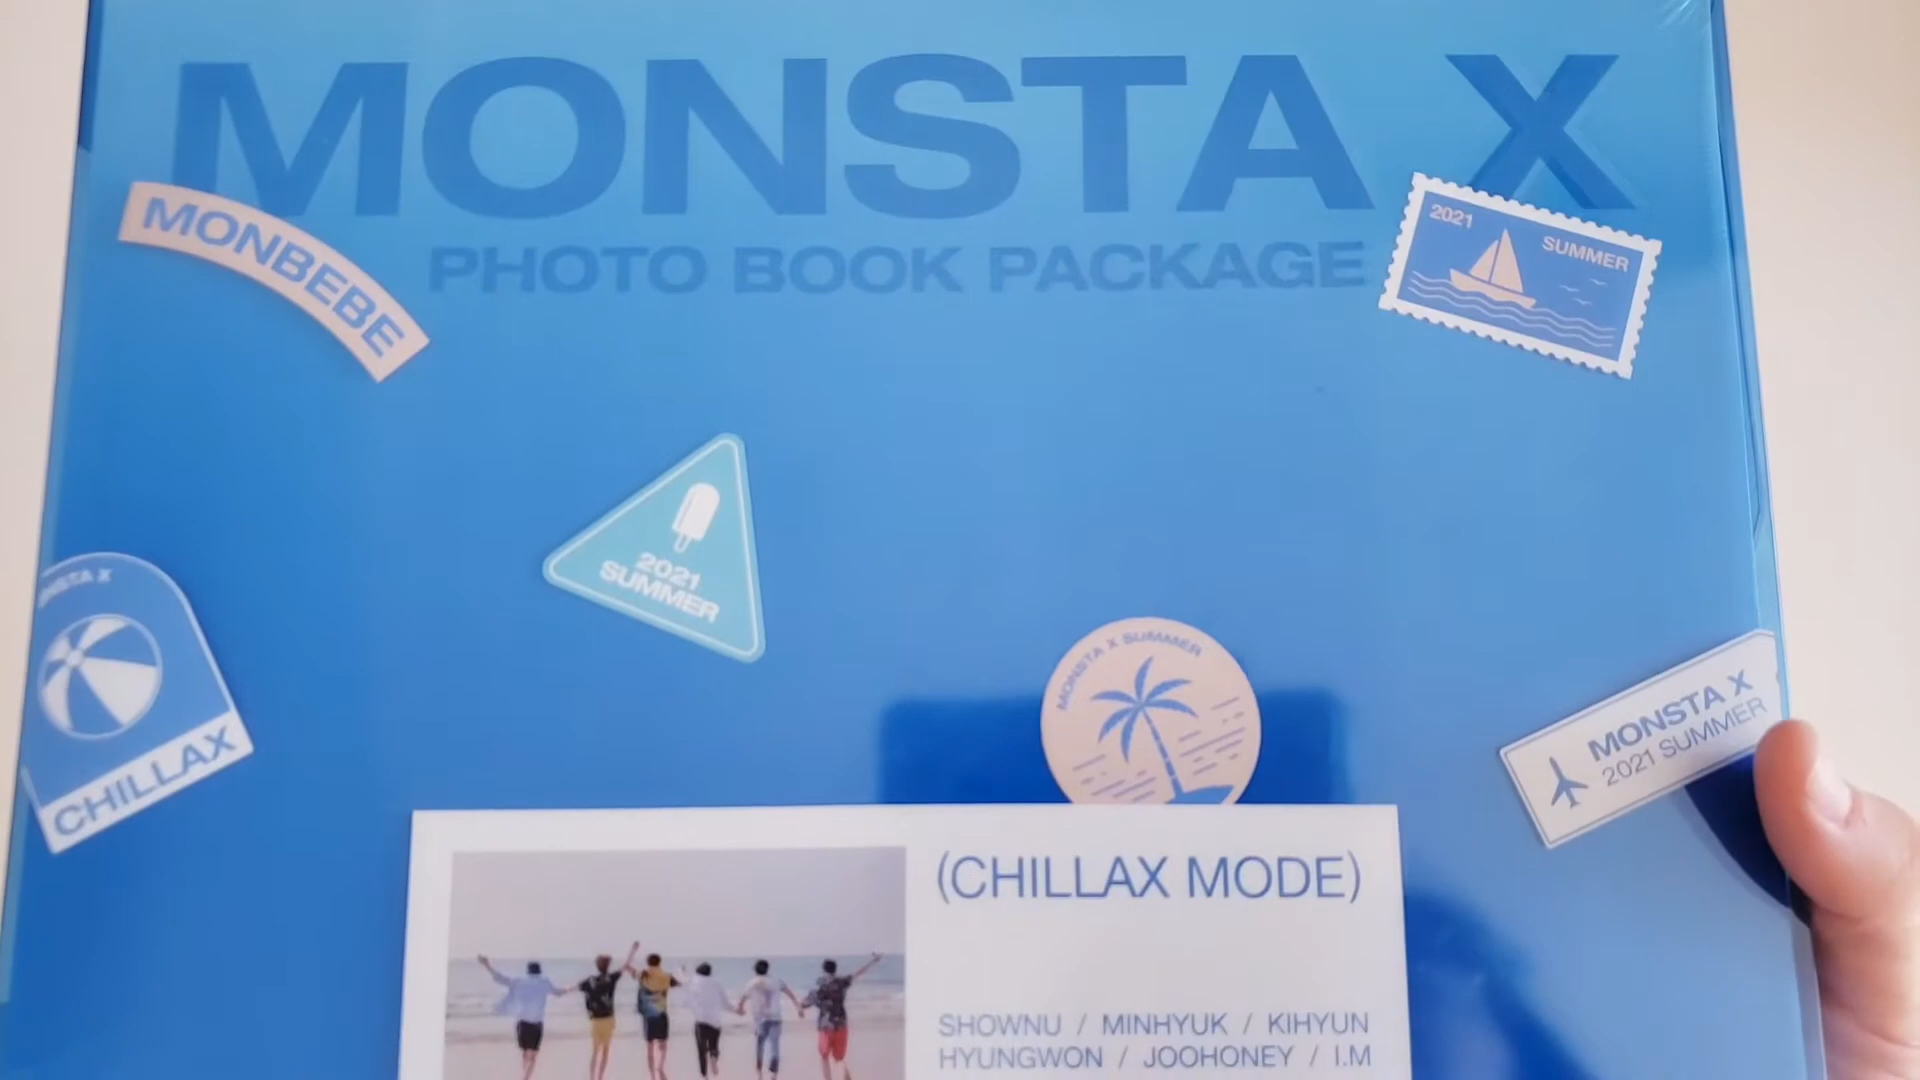 MONSTA X
PHOTO BOOK PACKAGE
MONBEBE
2021
SUMMER
2021
SUMMER
CHILLAX
MONSTA X SUMMER
MONSTA X
2021 SUMMER
(CHILLAX MODE)
SHOWNU / MINHYUK / KIHYUN
HYUNGWON / JOOHONEY / I.M